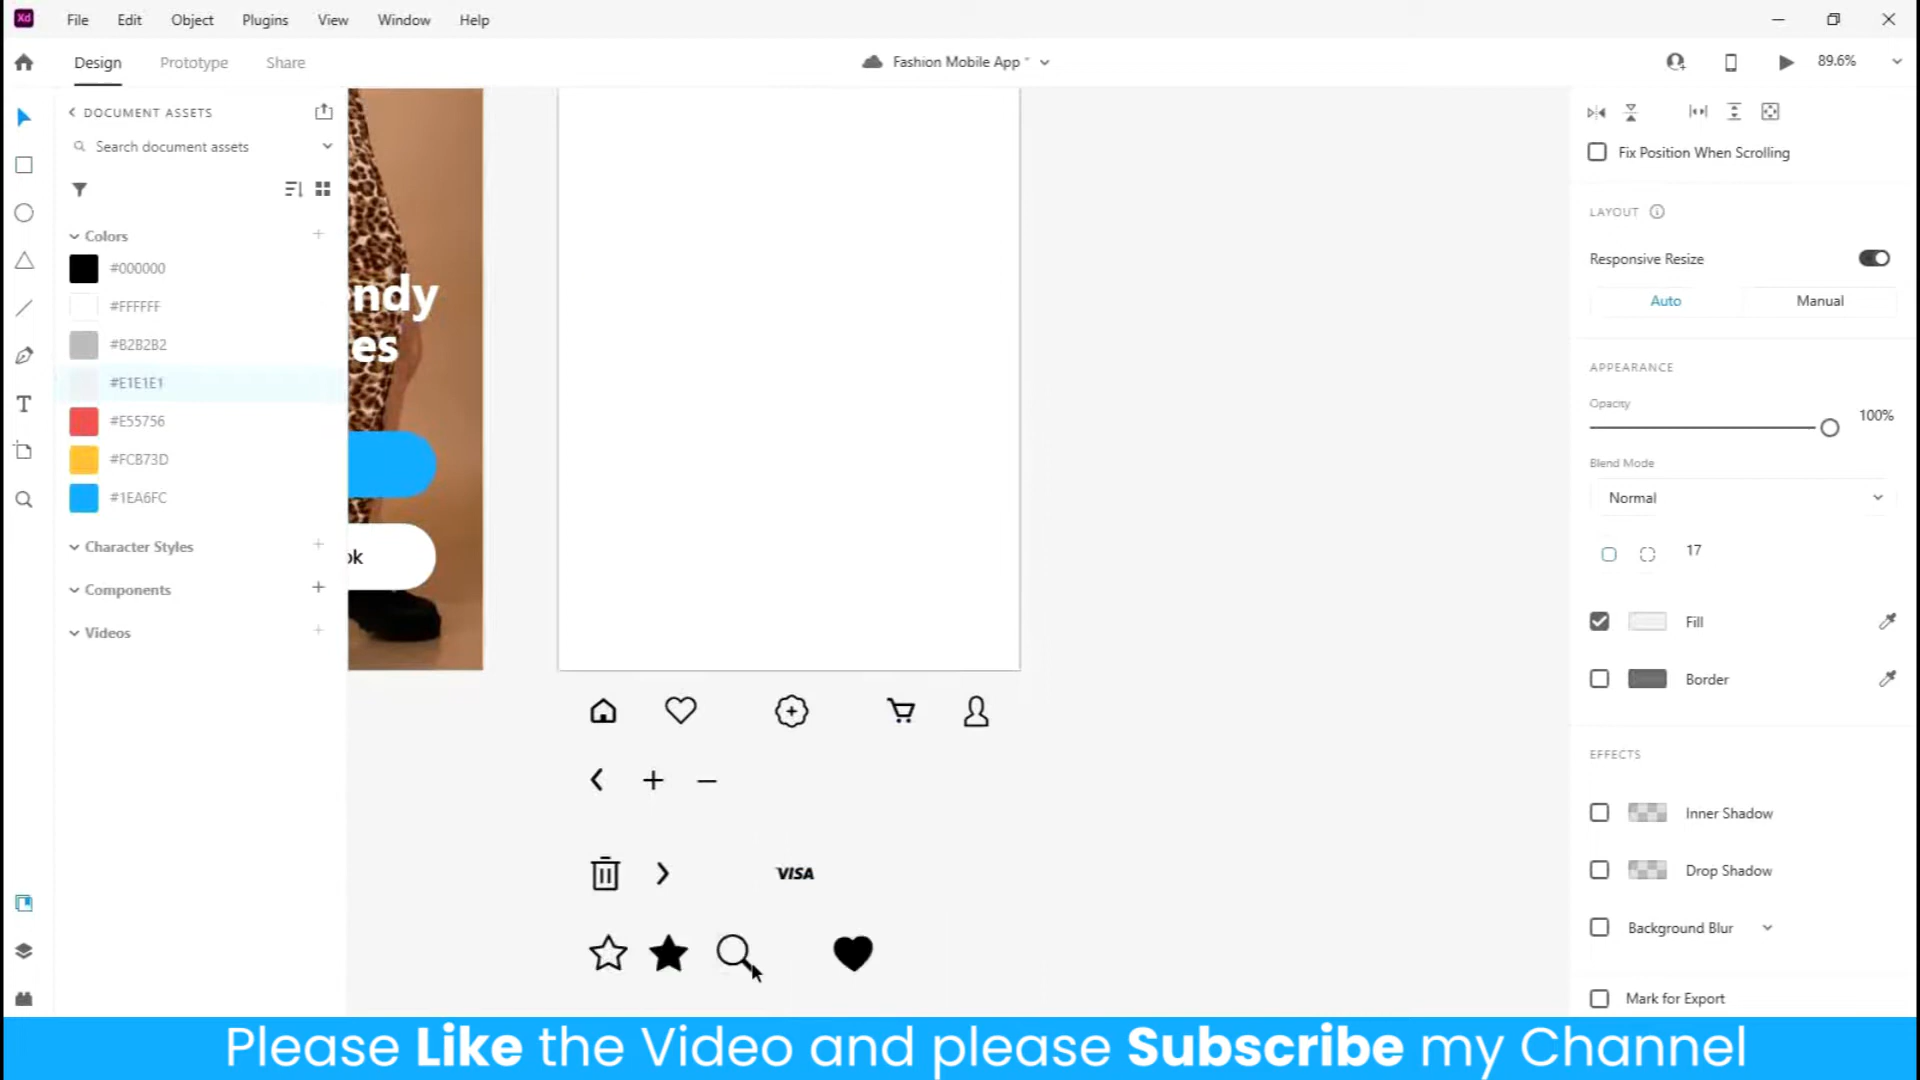 Xd
File Edit Object Plugins View Window Help
Design Prototype Share
Fashion Mobile App
89.6%
DOCUMENT ASSETS
Search document assets
Colors
#000000
#FFFFFF
#B2B2B2
#E1E1E1
#E55756
#FCB73D
#1EA6FC
Character Styles
Components
Videos
ndy
es
ok
VISA
Fix Position When Scrolling
LAYOUT
Responsive Resize
Auto Manual
APPEARANCE
Opacity
100%
Blend Mode
Normal
17
Fill
Border
EFFECTS
Inner Shadow
Drop Shadow
Background Blur
Mark for Export
Please Like the Video and please Subscribe my Channel